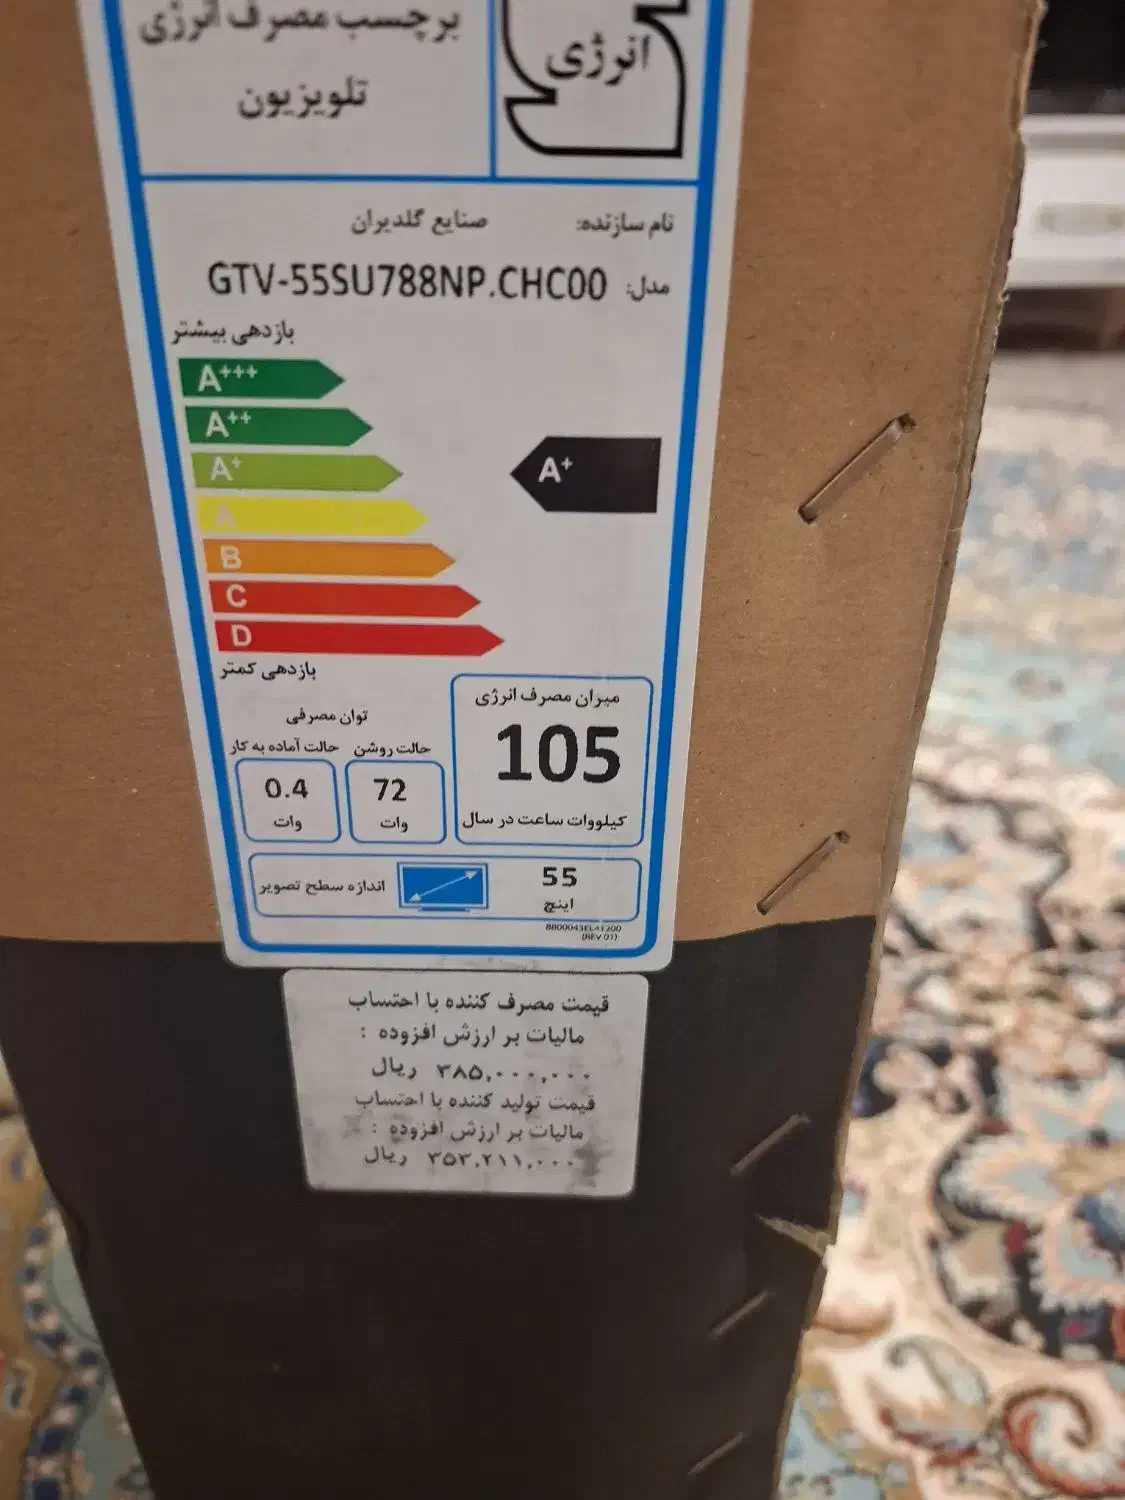 برچسب مصرف انرژی
تلویزیون
انرژی
نام سازنده: صنایع گلدیران
مدل: GTV-55SU788NP.CHC00
بازدهی بیشتر
A+++
A++
A+
A+
A
B
C
D
بازدهی کمتر
میزان مصرف انرژی
105
کیلووات ساعت در سال
توان مصرفی
حالت روشن
72
وات
حالت آماده به کار
0.4
وات
55
اینچ
اندازه سطح تصویر
8800043EL41200
(REV 01)
قیمت مصرف کننده با احتساب
مالیات بر ارزش افزوده :
۳۸۵,۰۰۰,۰۰۰ ریال
قیمت تولید کننده با احتساب
مالیات بر ارزش افزوده :
۳۵۳,۲۱۱,۰۰۰ ریال